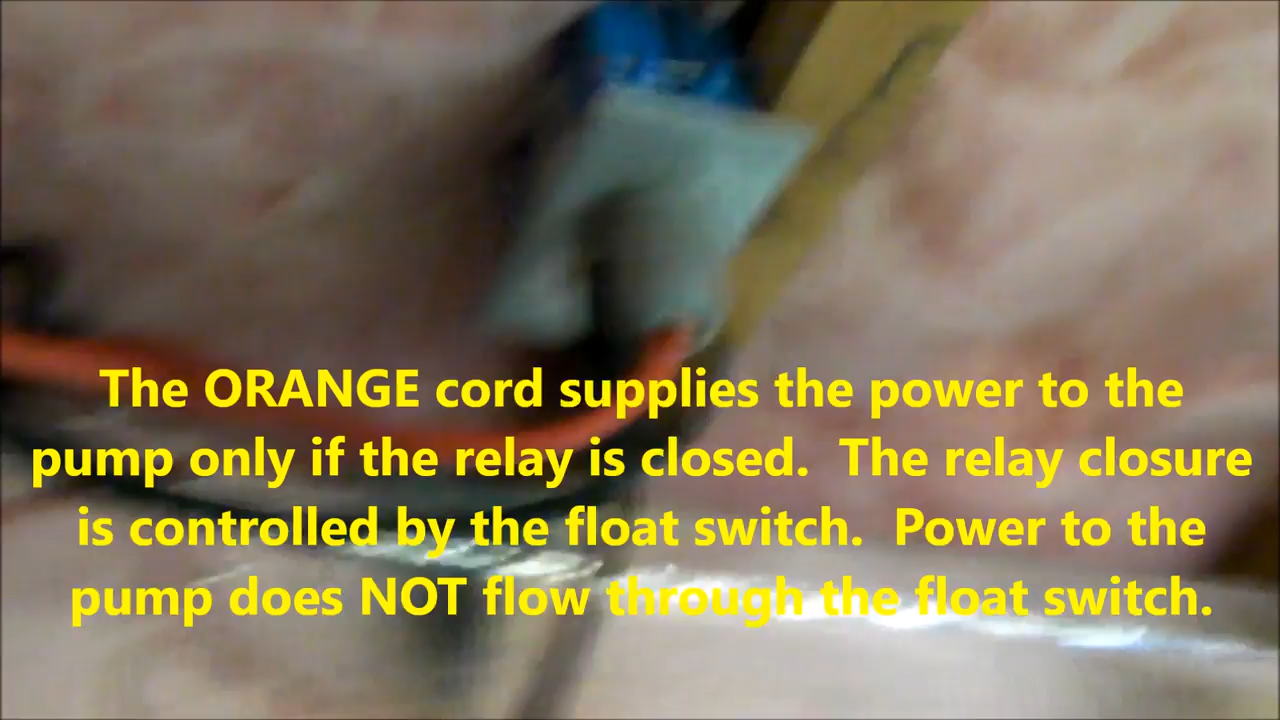 The ORANGE cord supplies the power to the
pump only if the relay is closed.  The relay closure
is controlled by the float switch.  Power to the
pump does NOT flow through the float switch.